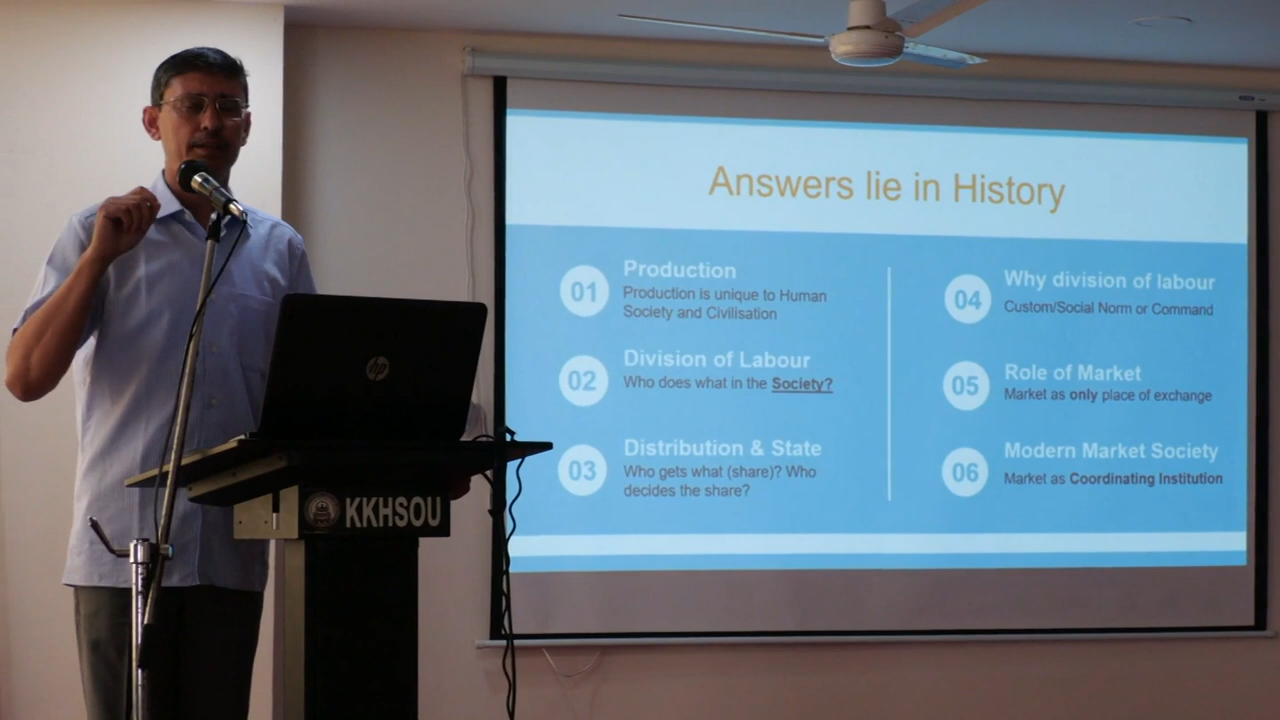 Answers lie in History
01
Production
Production is unique to Human
Society and Civilisation
02
Division of Labour
Who does what in the Society?
03
Distribution & State
Who gets what (share)? Who
decides the share?
04
Why division of labour
Custom/Social Norm or Command
05
Role of Market
Market as only place of exchange
06
Modern Market Society
Market as Coordinating Institution
hp
KKHSOU